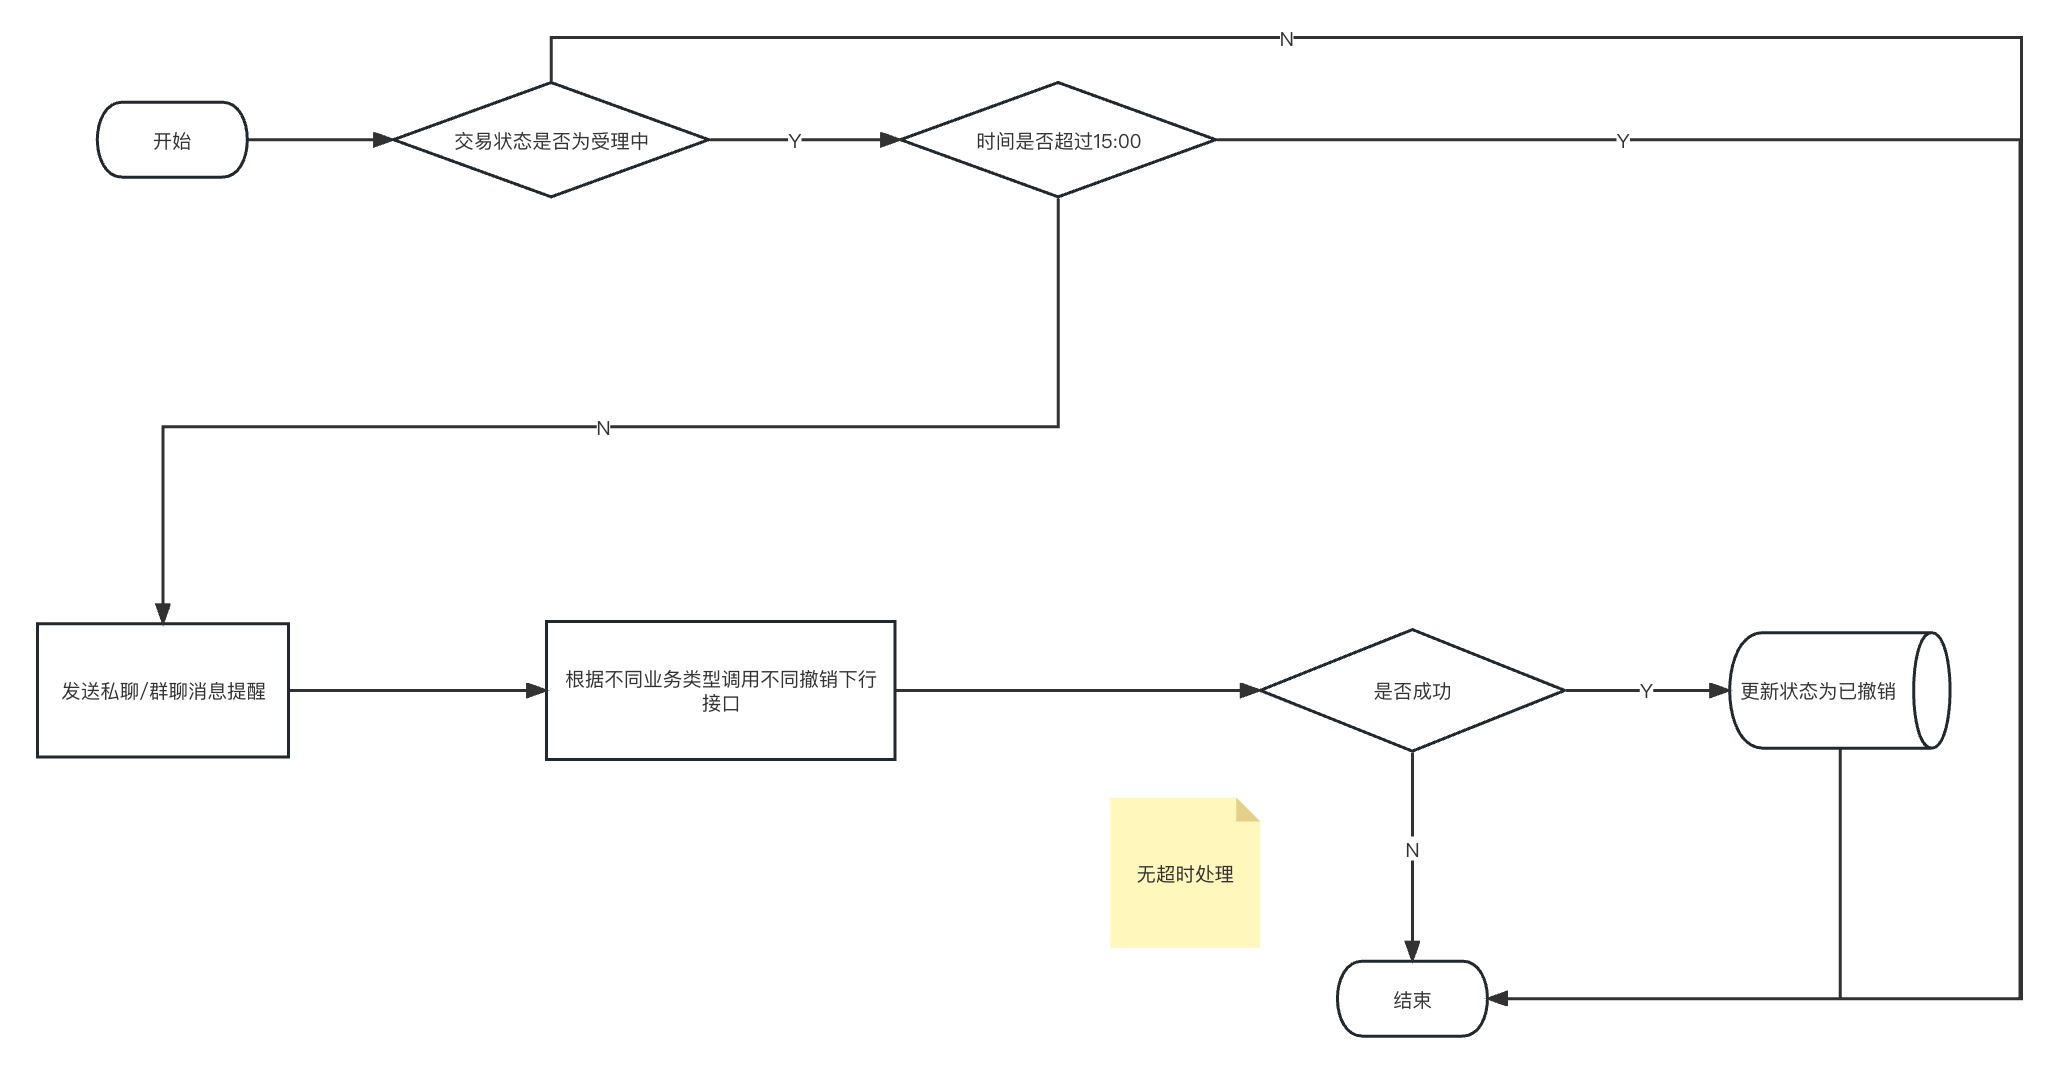 N
开始
交易状态是否为受理中
Y
时间是否超过15:00
Y
N
发送私聊/群聊消息提醒
根据不同业务类型调用不同撤销下行
接口
是否成功
Y
更新状态为已撤销
N
无超时处理
结束